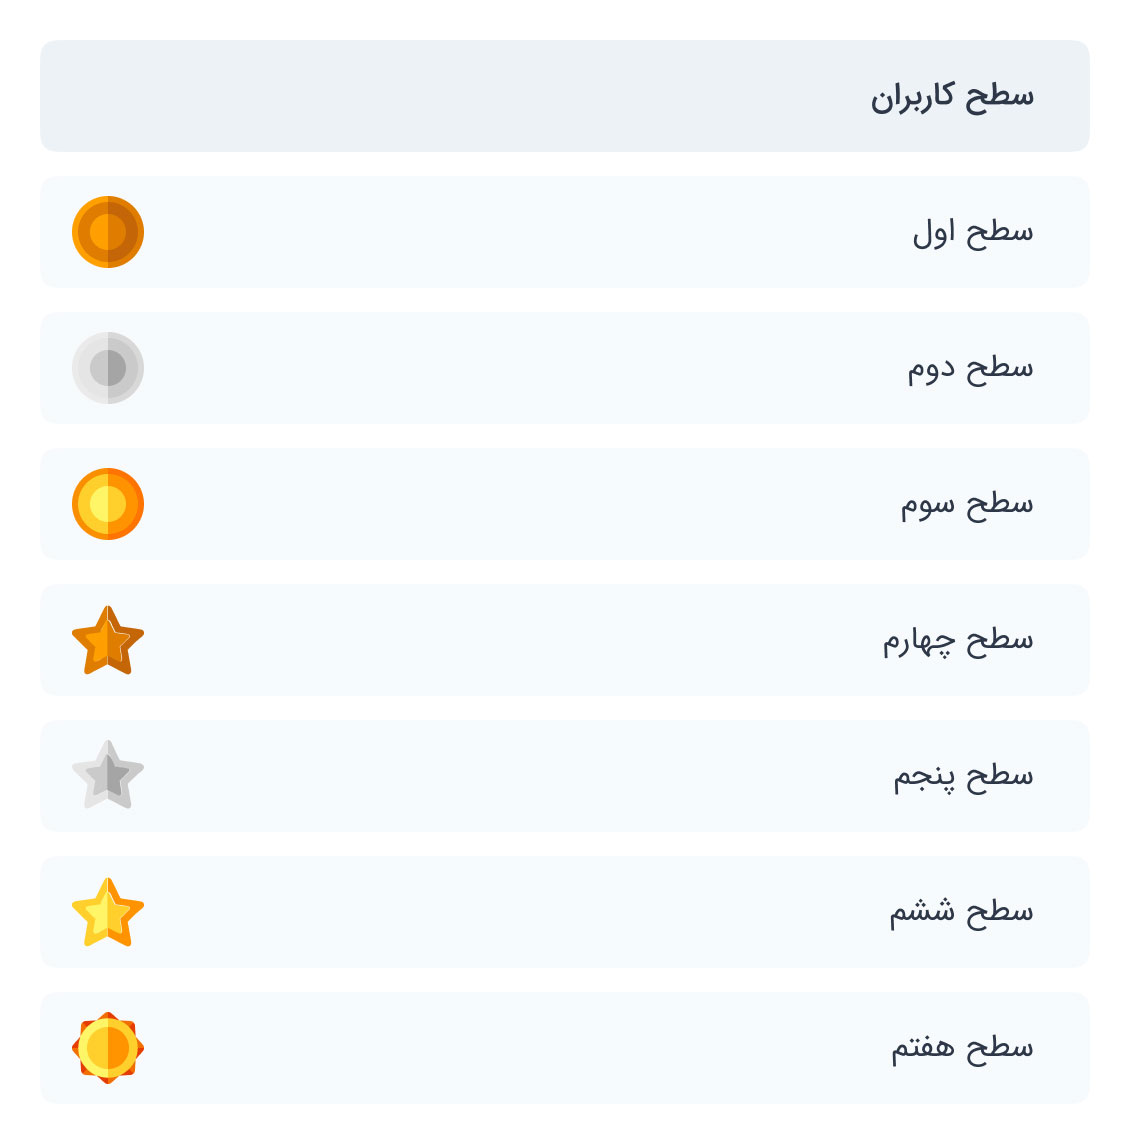 سطح کاربران
سطح اول
سطح دوم
سطح سوم
سطح چهارم
سطح پنجم
سطح ششم
سطح هفتم